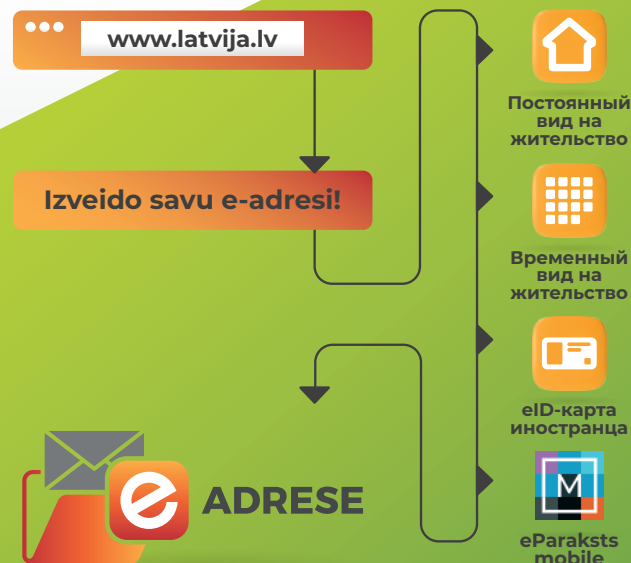 www.latvija.lv
Izveido savu e-adresi!
Постоянный
вид на
жительство
Временный
вид на
жительство
eID-карта
иностранца
M
eParaksts
mobile
e ADRESE